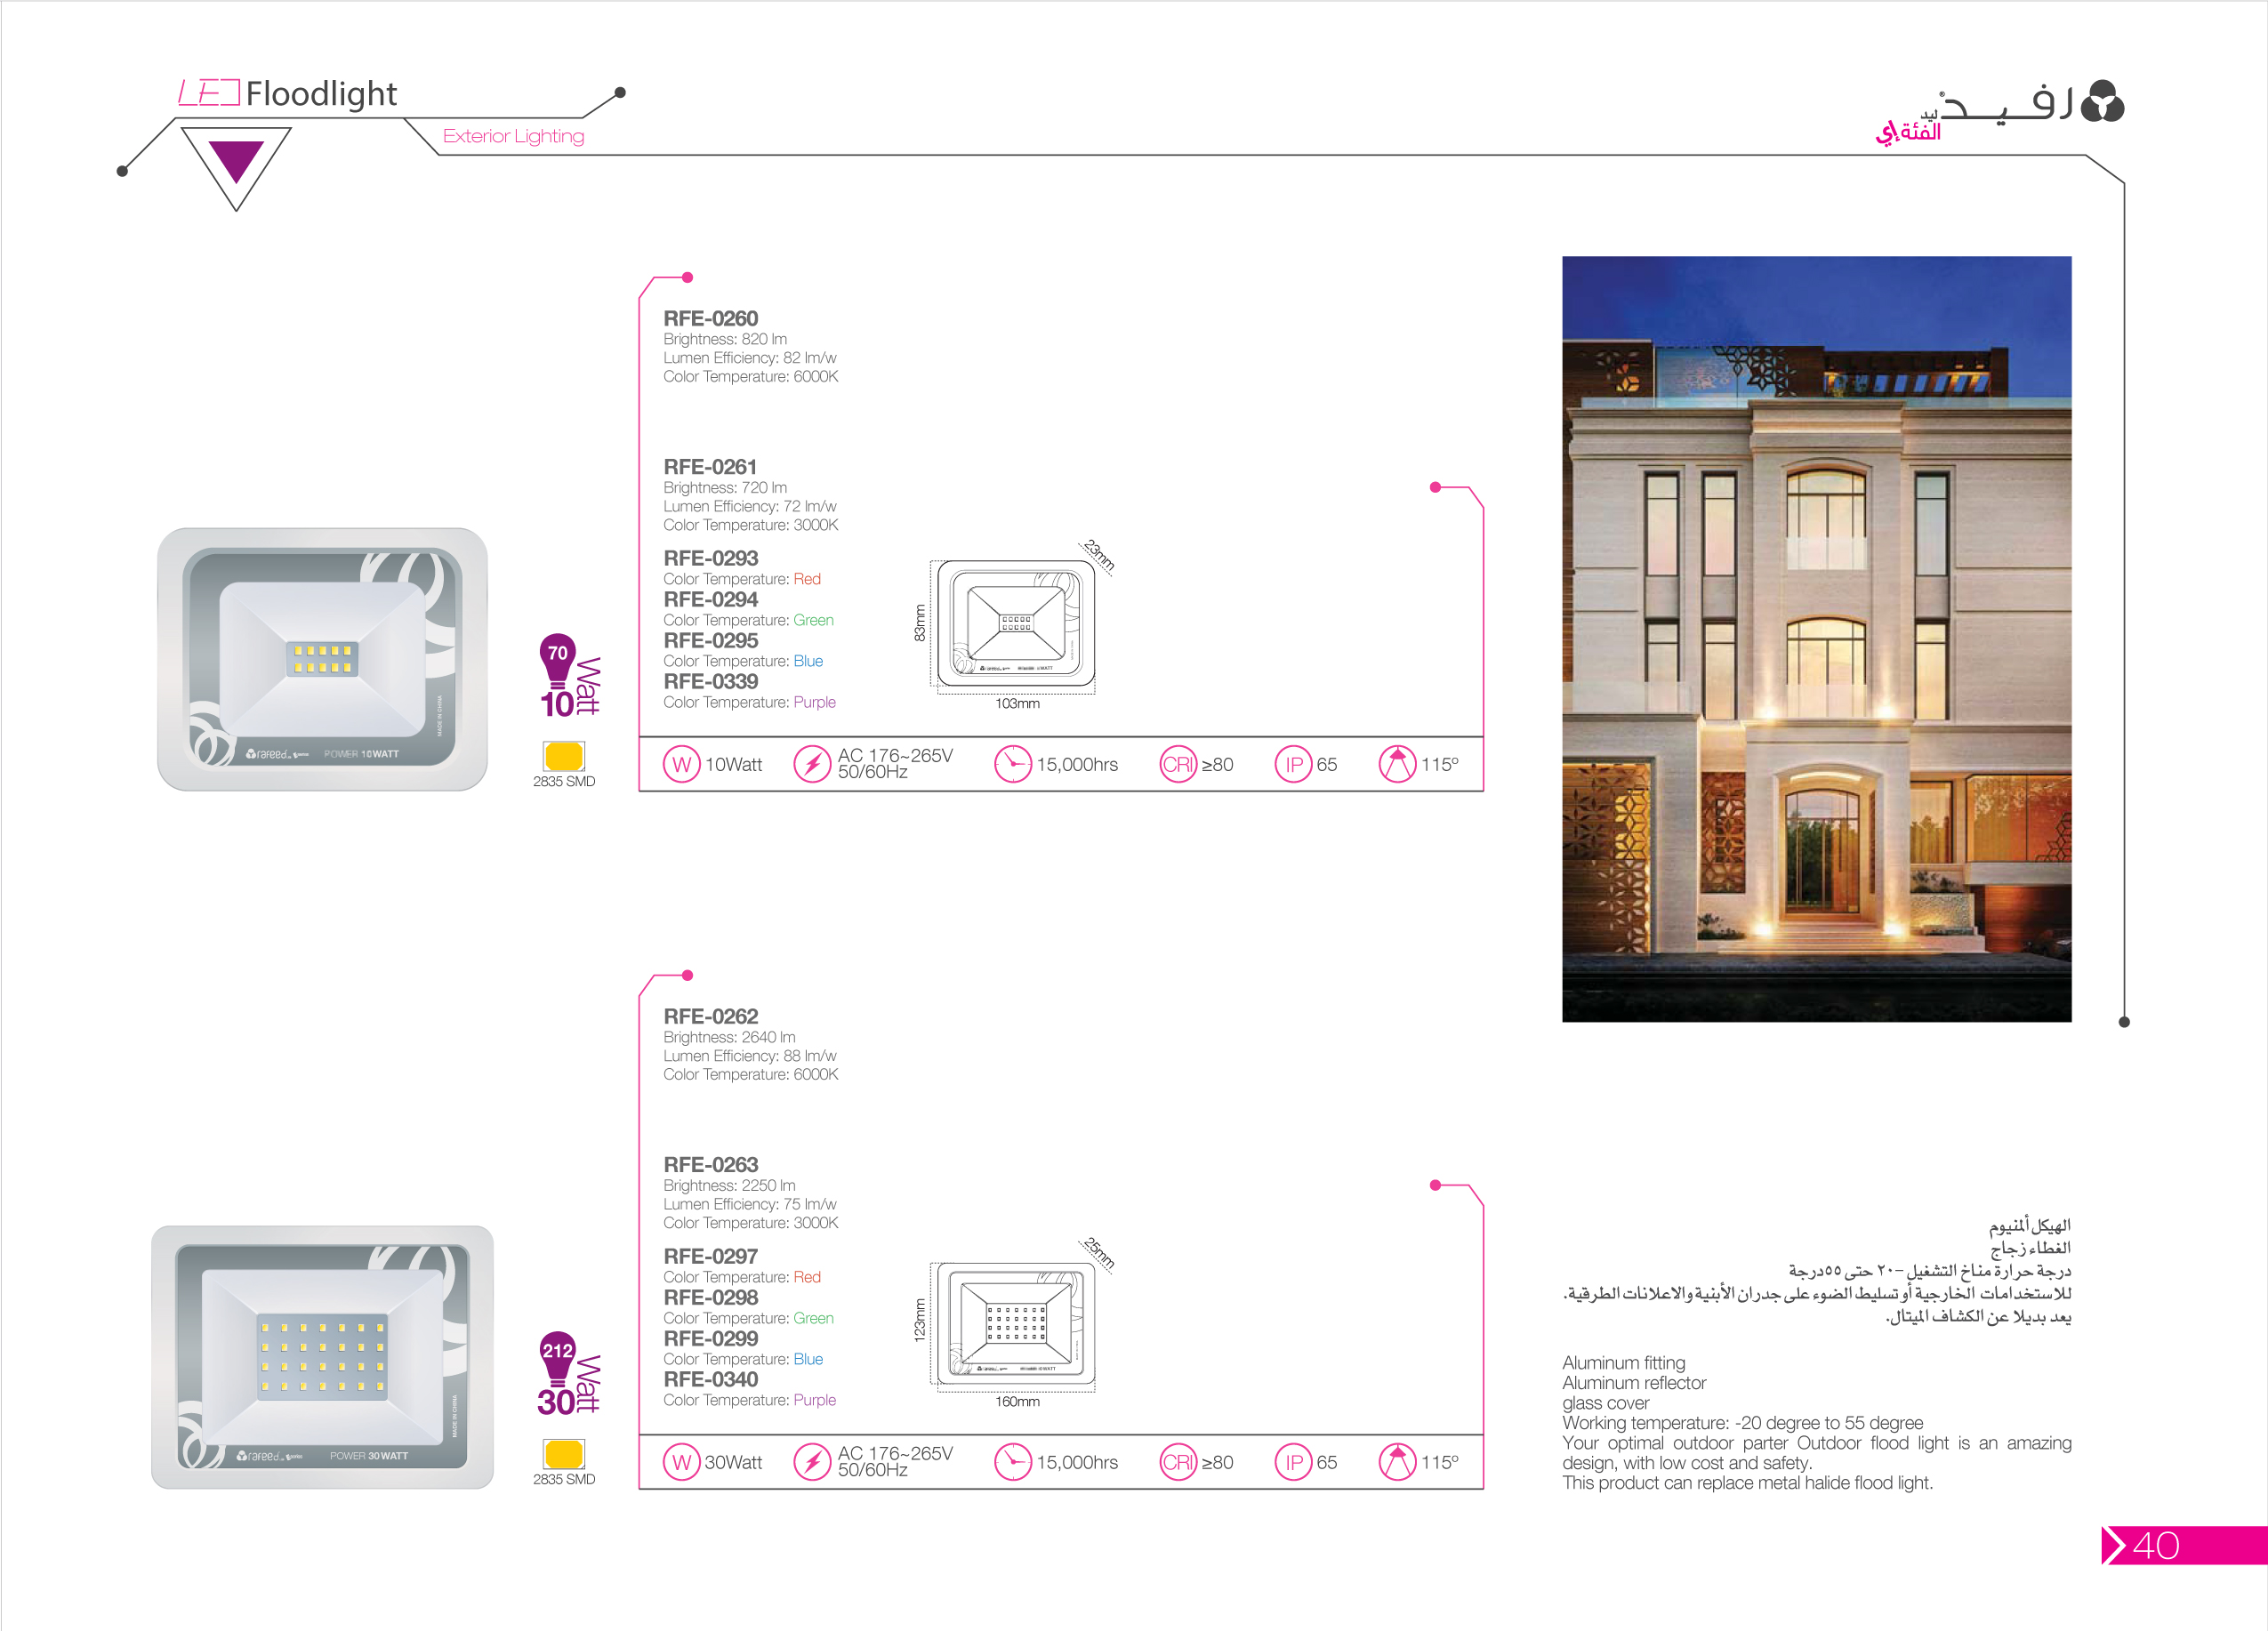 LED Floodlight
Exterior Lighting
رفيد®
ليد
الفئة إي
RFE-0260
Brightness: 820 lm
Lumen Efficiency: 82 lm/w
Color Temperature: 6000K
RFE-0261
Brightness: 720 lm
Lumen Efficiency: 72 lm/w
Color Temperature: 3000K
RFE-0293
Color Temperature: Red
RFE-0294
Color Temperature: Green
RFE-0295
Color Temperature: Blue
RFE-0339
Color Temperature: Purple
MADE IN CHINA
rafeed
POWER 10WATT
70
10 Watt
2835 SMD
23mm
83mm
103mm
W 10Watt
AC 176~265V
50/60Hz
15,000hrs
CRI ≥80
IP 65
115º
RFE-0262
Brightness: 2640 lm
Lumen Efficiency: 88 lm/w
Color Temperature: 6000K
RFE-0263
Brightness: 2250 lm
Lumen Efficiency: 75 lm/w
Color Temperature: 3000K
RFE-0297
Color Temperature: Red
RFE-0298
Color Temperature: Green
RFE-0299
Color Temperature: Blue
RFE-0340
Color Temperature: Purple
MADE IN CHINA
rafeed
POWER 30WATT
212
30 Watt
2835 SMD
25mm
123mm
160mm
W 30Watt
AC 176~265V
50/60Hz
15,000hrs
CRI ≥80
IP 65
115º
الهيكل ألمنيوم
الغطاء زجاج
درجة حرارة مناخ التشغيل -٢٠ حتى ٥٥درجة
للاستخدامات الخارجية أو تسليط الضوء على جدران الأبنية والاعلانات الطرقية.
يعد بديلا عن الكشاف الميتال.
Aluminum fitting
Aluminum reflector
glass cover
Working temperature: -20 degree to 55 degree
Your optimal outdoor parter Outdoor flood light is an amazing
design, with low cost and safety.
This product can replace metal halide flood light.
40